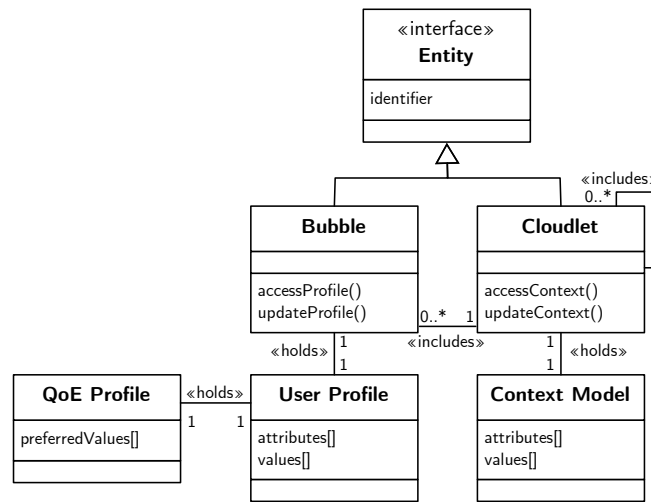 «interface»
Entity
identifier
«includes»
0..*
Bubble
Cloudlet
accessProfile()
updateProfile()
accessContext()
updateContext()
0..* 1
«includes»
1
«holds»
1
1
«holds»
1
QoE Profile
«holds»
1 1
User Profile
Context Model
preferredValues[]
attributes[]
values[]
attributes[]
values[]